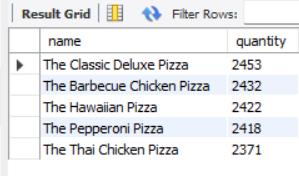 Result Grid Filter Rows:
name quantity
The Classic Deluxe Pizza 2453
The Barbecue Chicken Pizza 2432
The Hawaiian Pizza 2422
The Pepperoni Pizza 2418
The Thai Chicken Pizza 2371